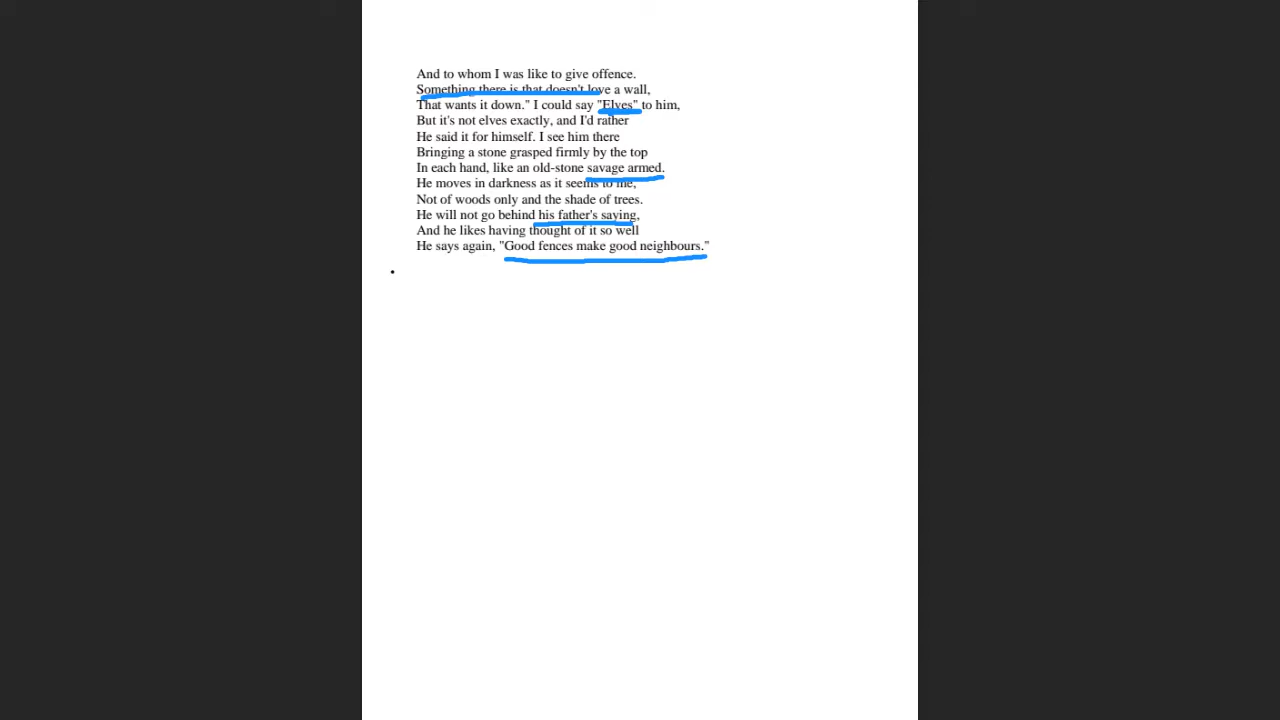 And to whom I was like to give offence.
Something there is that doesn't love a wall,
That wants it down." I could say "Elves" to him,
But it's not elves exactly, and I'd rather
He said it for himself. I see him there
Bringing a stone grasped firmly by the top
In each hand, like an old-stone savage armed.
He moves in darkness as it seems to me,
Not of woods only and the shade of trees.
He will not go behind his father's saying,
And he likes having thought of it so well
He says again, "Good fences make good neighbours."